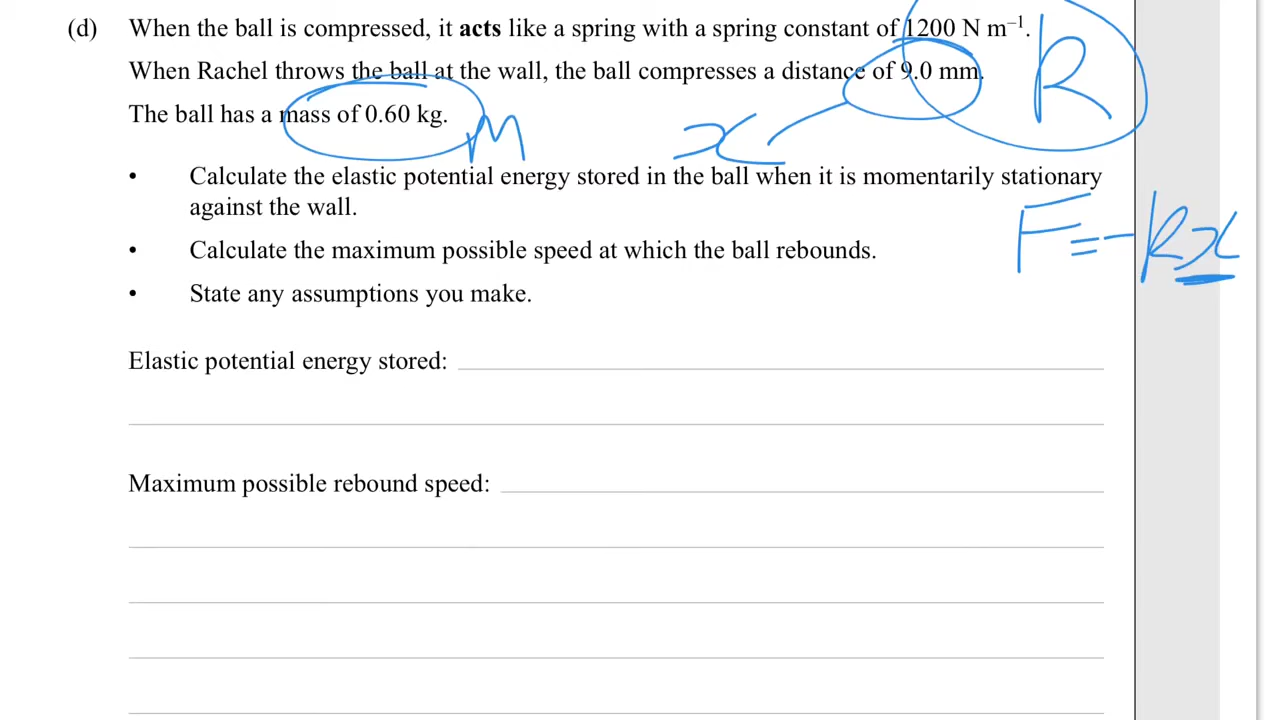 (d) When the ball is compressed, it acts like a spring with a spring constant of 1200 N m⁻¹.
When Rachel throws the ball at the wall, the ball compresses a distance of 9.0 mm.
The ball has a mass of 0.60 kg.
k
m
x
• Calculate the elastic potential energy stored in the ball when it is momentarily stationary
against the wall.
F=-kx
• Calculate the maximum possible speed at which the ball rebounds.
• State any assumptions you make.
Elastic potential energy stored:
Maximum possible rebound speed: